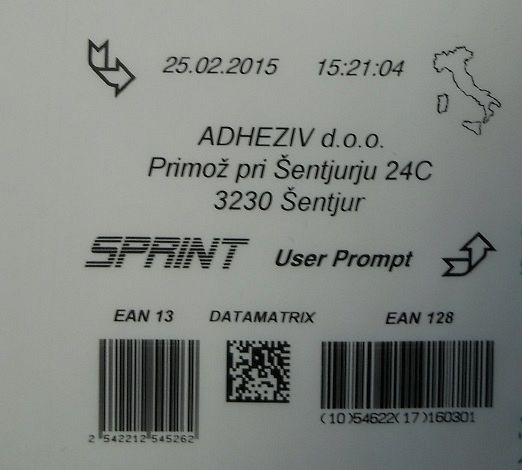 25.02.2015 15:21:04
ADHEZIV d.o.o.
Primož pri Šentjurju 24C
3230 Šentjur
SPRINT User Prompt
EAN 13 DATAMATRIX EAN 128
(10)54622(17)160301
2 542212 545262